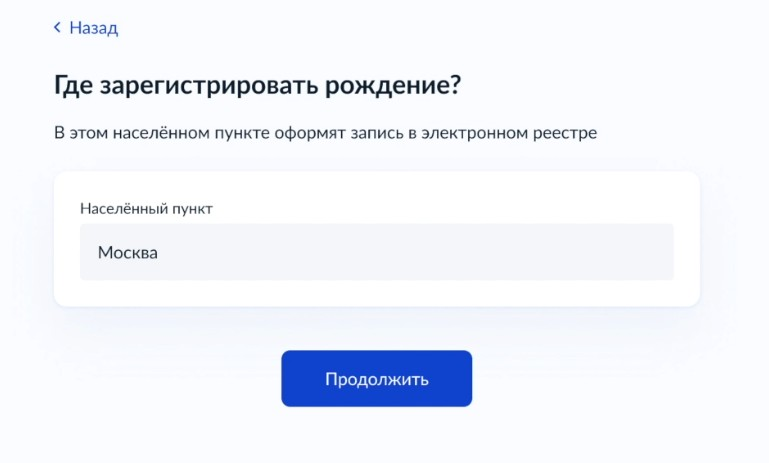 Назад
Где зарегистрировать рождение?
В этом населённом пункте оформят запись в электронном реестре
Населённый пункт
Москва
Продолжить